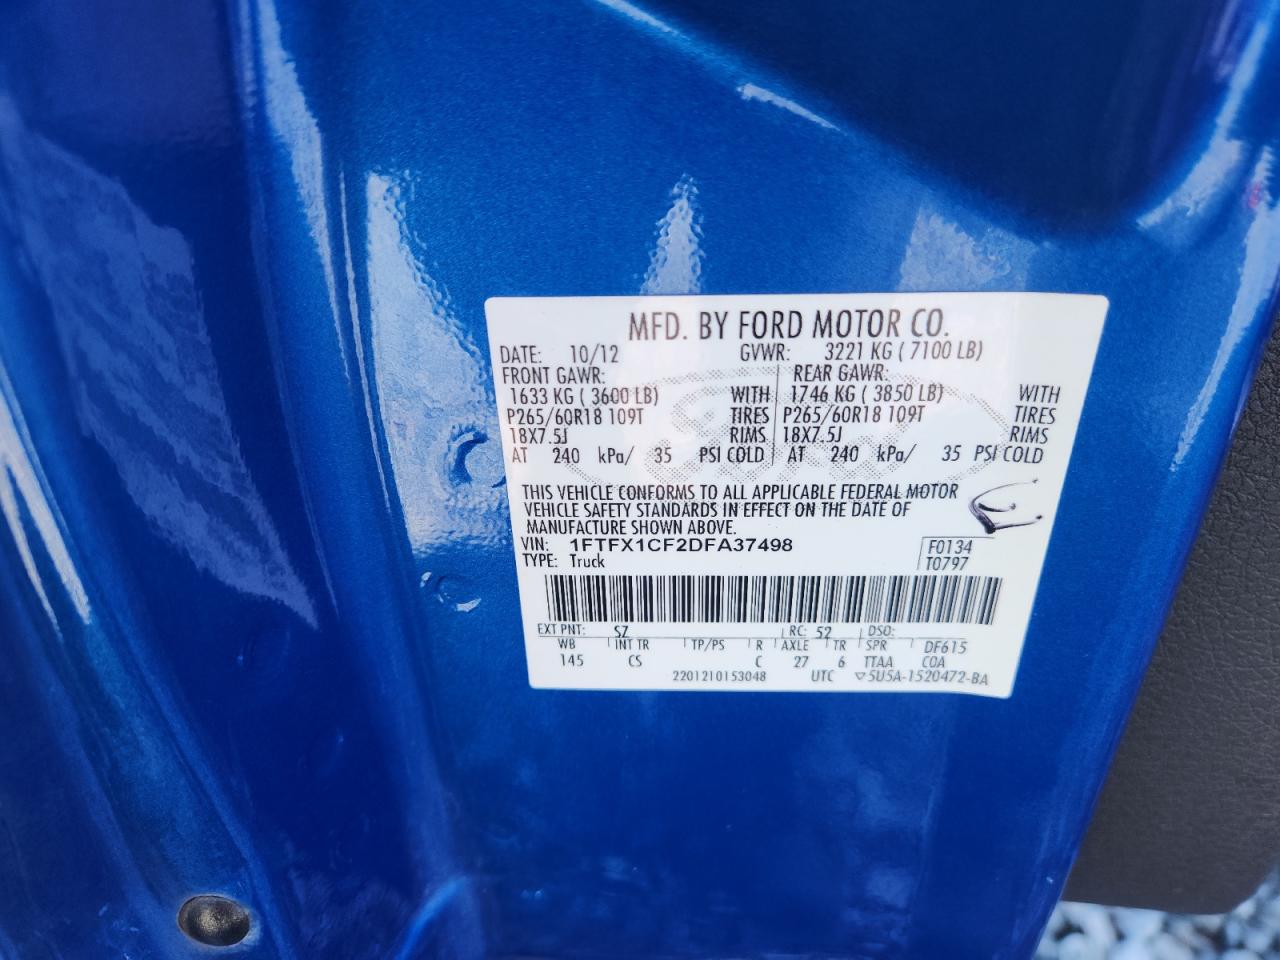 MFD. BY FORD MOTOR CO.
DATE: 10/12 GVWR: 3221 KG ( 7100 LB)
FRONT GAWR: REAR GAWR:
1633 KG ( 3600 LB) WITH 1746 KG ( 3850 LB) WITH
P265/60R18 109T TIRES P265/60R18 109T TIRES
18X7.5J RIMS 18X7.5J RIMS
AT 240 kPa/ 35 PSI COLD AT 240 kPa/ 35 PSI COLD
THIS VEHICLE CONFORMS TO ALL APPLICABLE FEDERAL MOTOR
VEHICLE SAFETY STANDARDS IN EFFECT ON THE DATE OF
MANUFACTURE SHOWN ABOVE.
VIN: 1FTFX1CF2DFA37498 F0134
TYPE: Truck T0797
EXT PNT: SZ RC: 52 DSO:
WB INT TR TP/PS R AXLE TR SPR DF615
145 CS C 27 6 TTAA COA
2201210153048 UTC ▽5U5A-1520472-BA